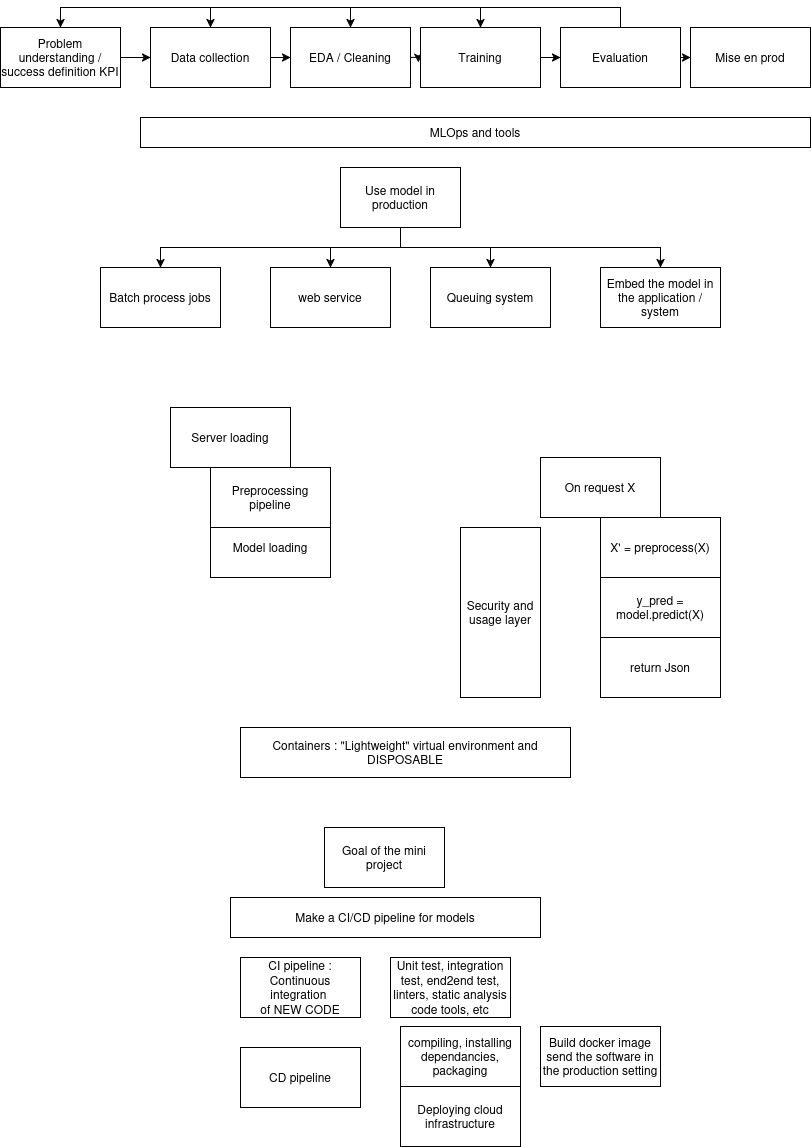 Problem
understanding /
success definition KPI
Data collection
EDA / Cleaning
Training
Evaluation
Mise en prod
MLOps and tools
Use model in
production
Batch process jobs
web service
Queuing system
Embed the model in
the application /
system
Server loading
Preprocessing
pipeline
Model loading
On request X
X' = preprocess(X)
y_pred =
model.predict(X)
return Json
Security and
usage layer
Containers : "Lightweight" virtual environment and
DISPOSABLE
Goal of the mini
project
Make a CI/CD pipeline for models
CI pipeline :
Continuous
integration
of NEW CODE
Unit test, integration
test, end2end test,
linters, static analysis
code tools, etc
CD pipeline
compiling, installing
dependancies,
packaging
Build docker image
send the software in
the production setting
Deploying cloud
infrastructure